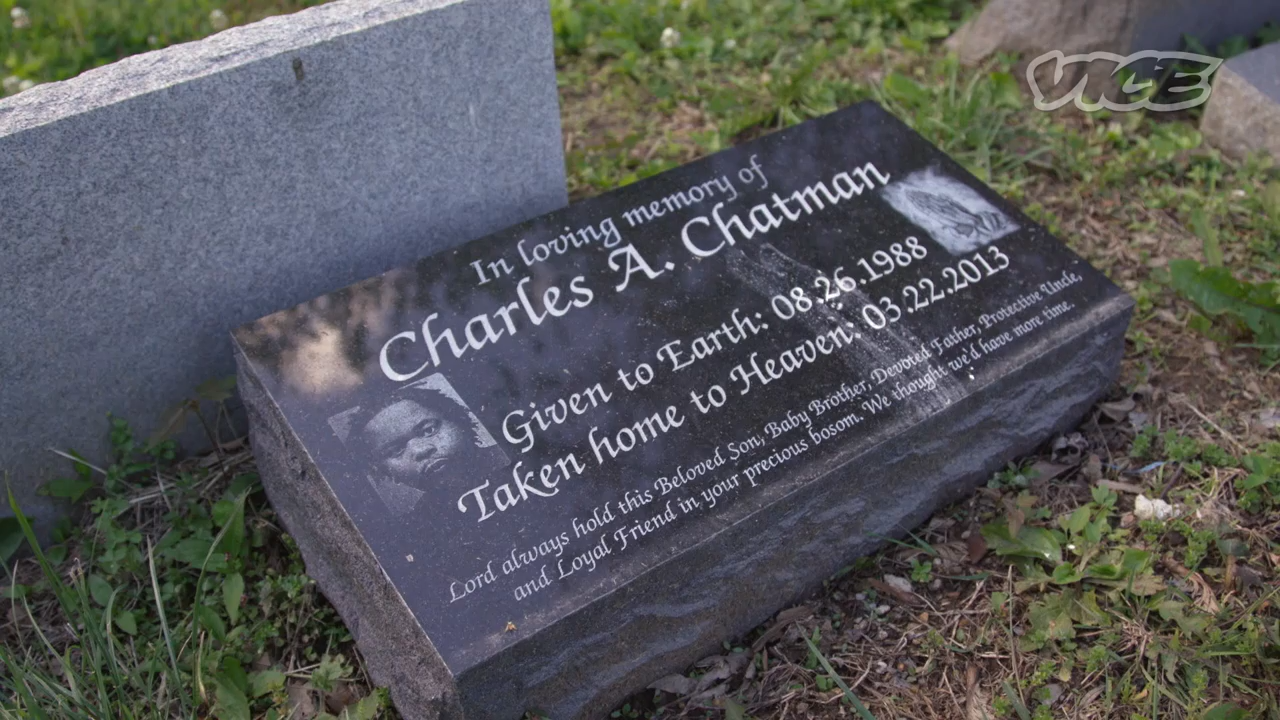 VICE
In loving memory of
Charles A. Chatman
Given to Earth: 08.26.1988
Taken home to Heaven: 03.22.2013
Lord always hold this Beloved Son, Baby Brother, Devoted Father, Protective Uncle,
and Loyal Friend in your precious bosom. We thought we'd have more time.